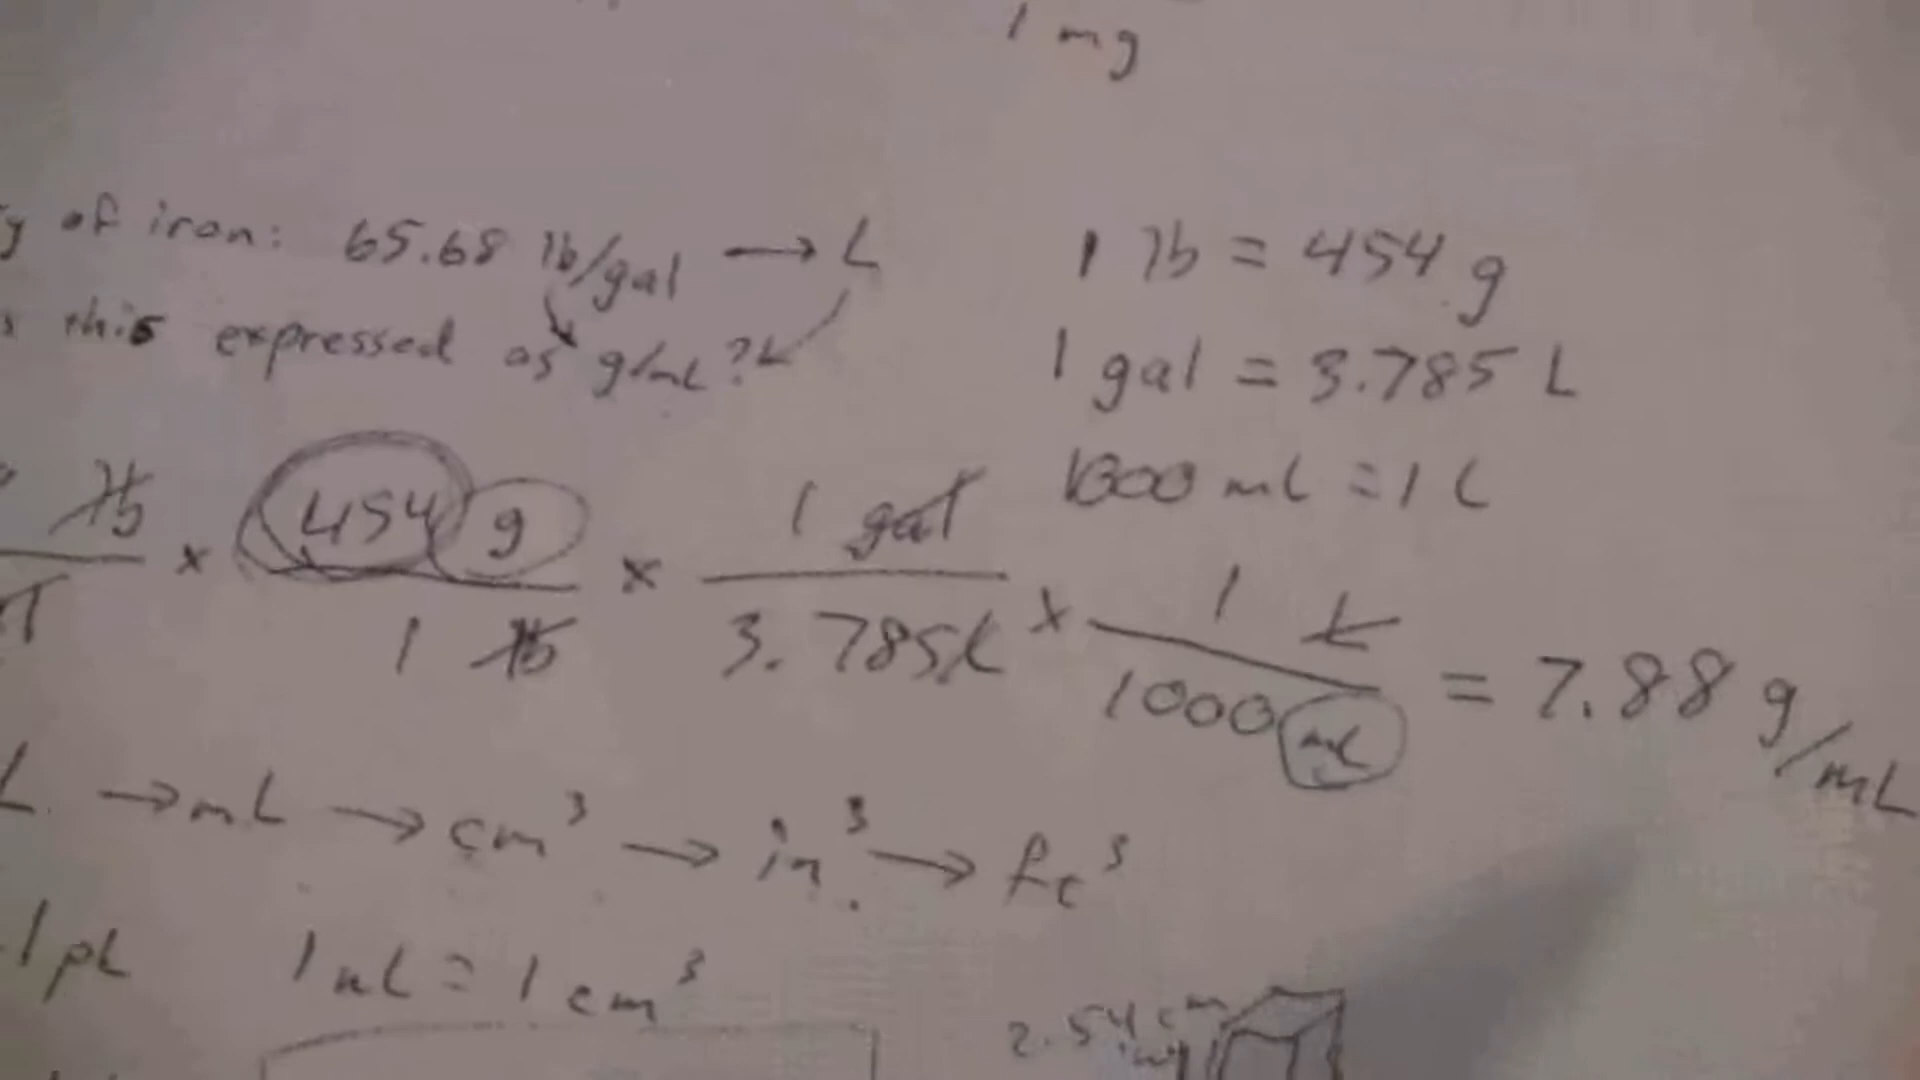 1 mg
y of iron: 65.68 lb/gal → L
this expressed as g/mL?
1 lb = 454 g
1 gal = 3.785 L
1000 mL = 1 L
lb × 454 g × 1 gal × 1 L = 7.88 g/mL
1 lb 3.785L 1000 mL
L → mL → cm³ → in³ → ft³
1 pL 1 mL = 1 cm³
2.54 cm